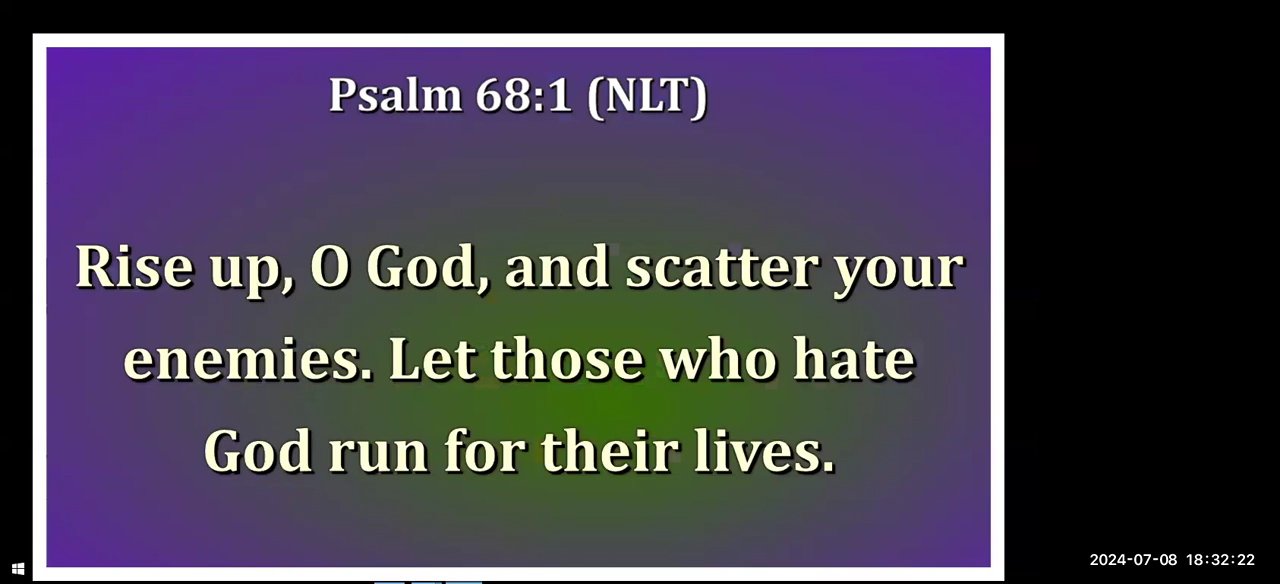 Psalm 68:1 (NLT)
Rise up, O God, and scatter your
enemies. Let those who hate
God run for their lives.
2024-07-08 18:32:22